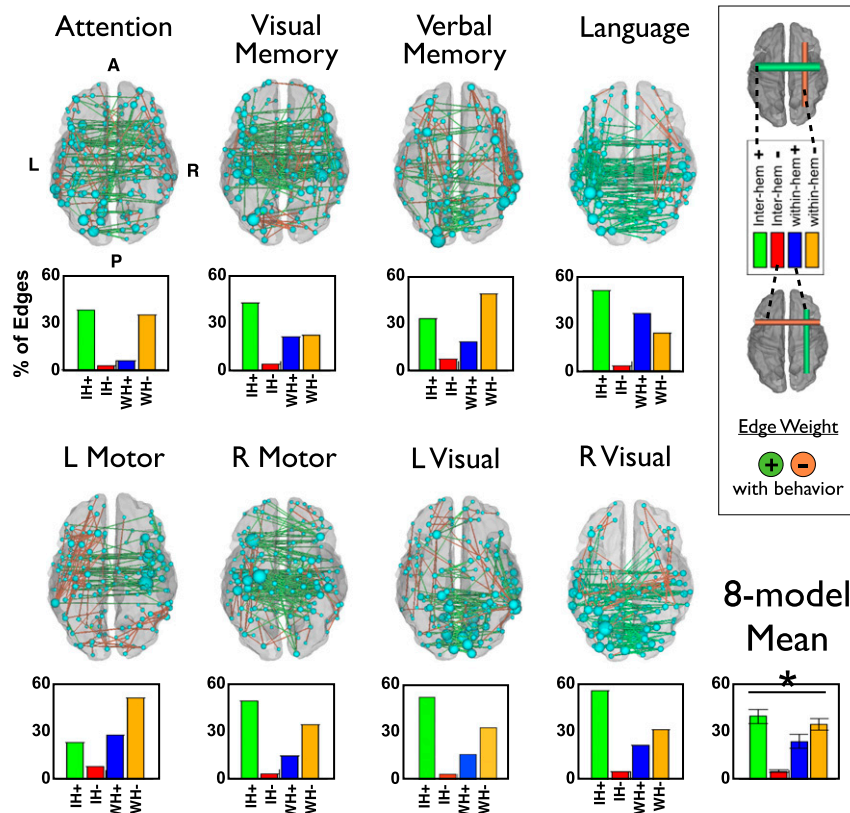 Attention
Visual
Memory
Verbal
Memory
Language
A
L
R
P
Inter-hem +
Inter-hem -
within-hem +
within-hem -
% of Edges
60
30
0
IH+
IH-
WH+
WH-
60
30
0
IH+
IH-
WH+
WH-
60
30
0
IH+
IH-
WH+
WH-
60
30
0
IH+
IH-
WH+
WH-
Edge Weight
+ -
with behavior
L Motor
R Motor
L Visual
R Visual
8-model
Mean
60
30
0
IH+
IH-
WH+
WH-
60
30
0
IH+
IH-
WH+
WH-
60
30
0
IH+
IH-
WH+
WH-
60
30
0
IH+
IH-
WH+
WH-
60
30
0
*